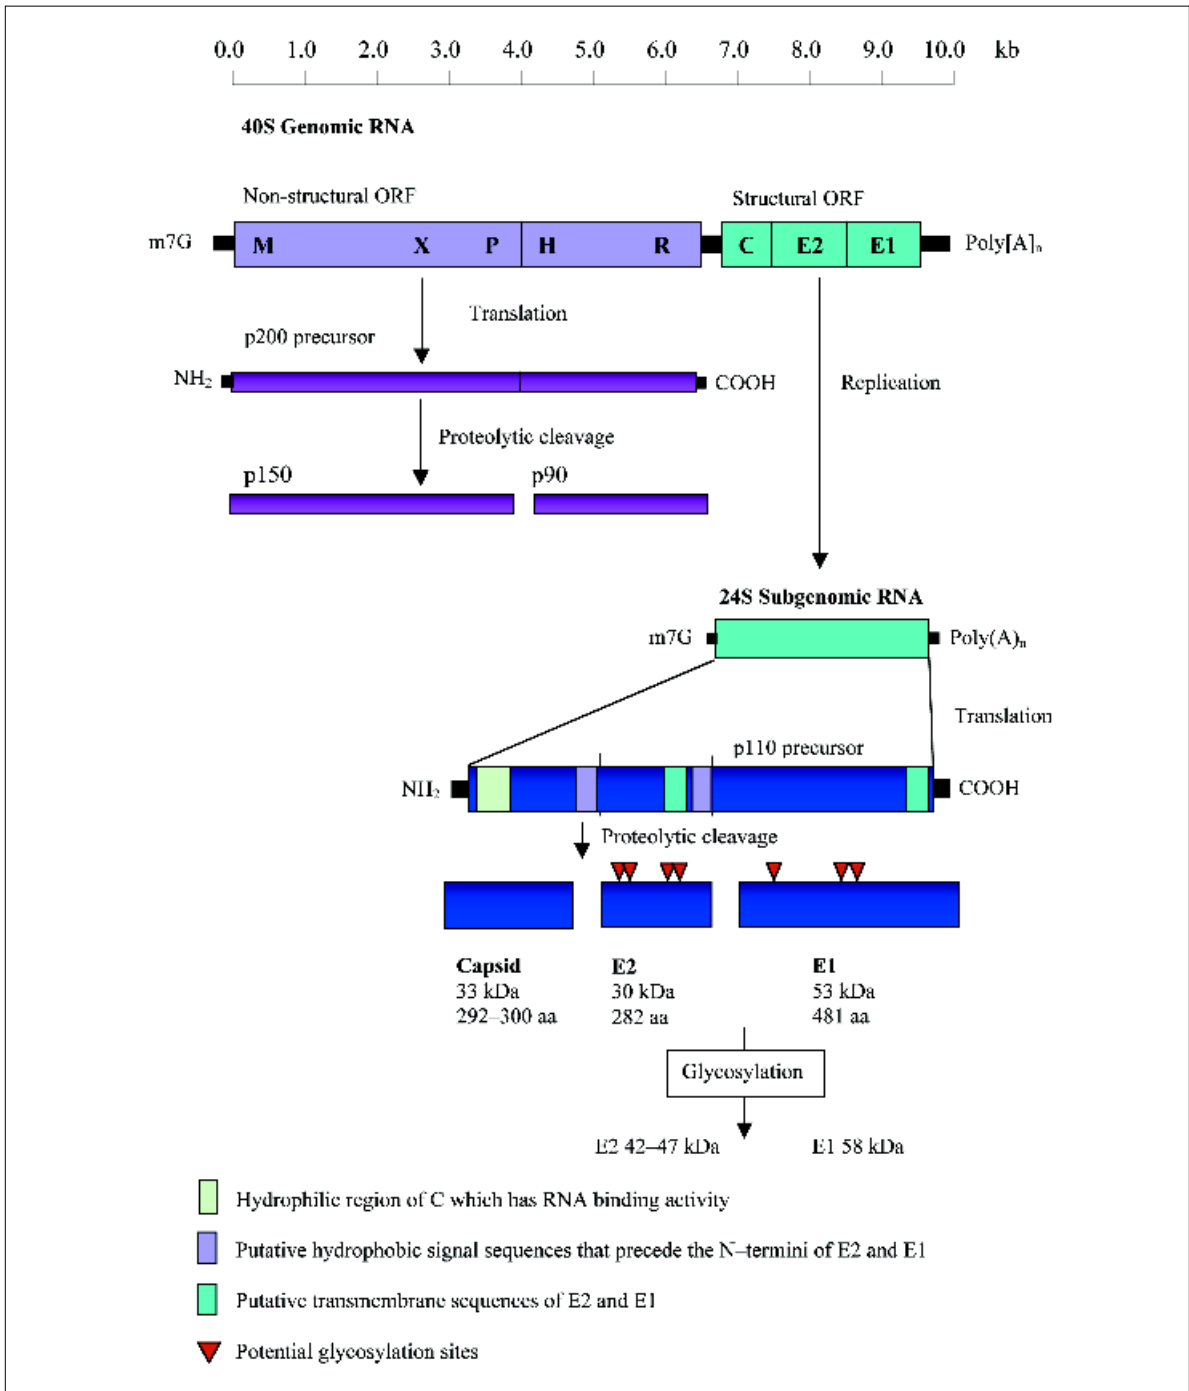 0.0 1.0 2.0 3.0 4.0 5.0 6.0 7.0 8.0 9.0 10.0 kb
40S Genomic RNA
Non-structural ORF
Structural ORF
m7G M X P H R C E2 E1 Poly[A]n
Translation
p200 precursor
NH2 COOH
Replication
Proteolytic cleavage
p150 p90
24S Subgenomic RNA
m7G Poly(A)n
Translation
p110 precursor
NH2 COOH
Proteolytic cleavage
Capsid E2 E1
33 kDa 30 kDa 53 kDa
292–300 aa 282 aa 481 aa
Glycosylation
E2 42–47 kDa E1 58 kDa
Hydrophilic region of C which has RNA binding activity
Putative hydrophobic signal sequences that precede the N–termini of E2 and E1
Putative transmembrane sequences of E2 and E1
Potential glycosylation sites